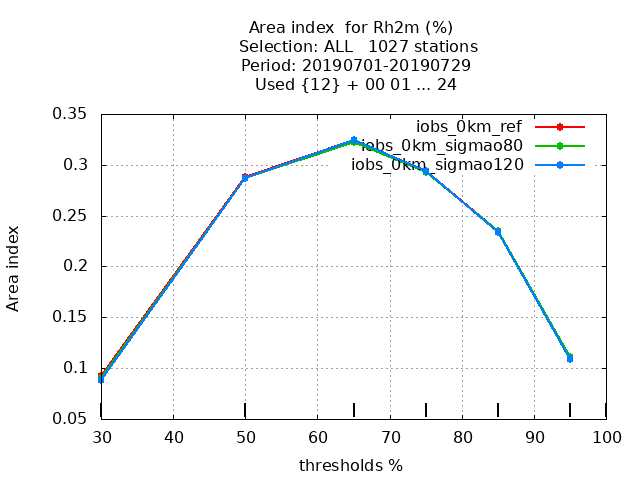 Area index  for Rh2m (%)
Selection: ALL   1027 stations
Period: 20190701-20190729
Used {12} + 00 01 ... 24
0.35
0.3
0.25
0.2
0.15
0.1
0.05
Area index
iobs_0km_ref
iobs_0km_sigmao80
iobs_0km_sigmao120
30 40 50 60 70 80 90 100
thresholds %